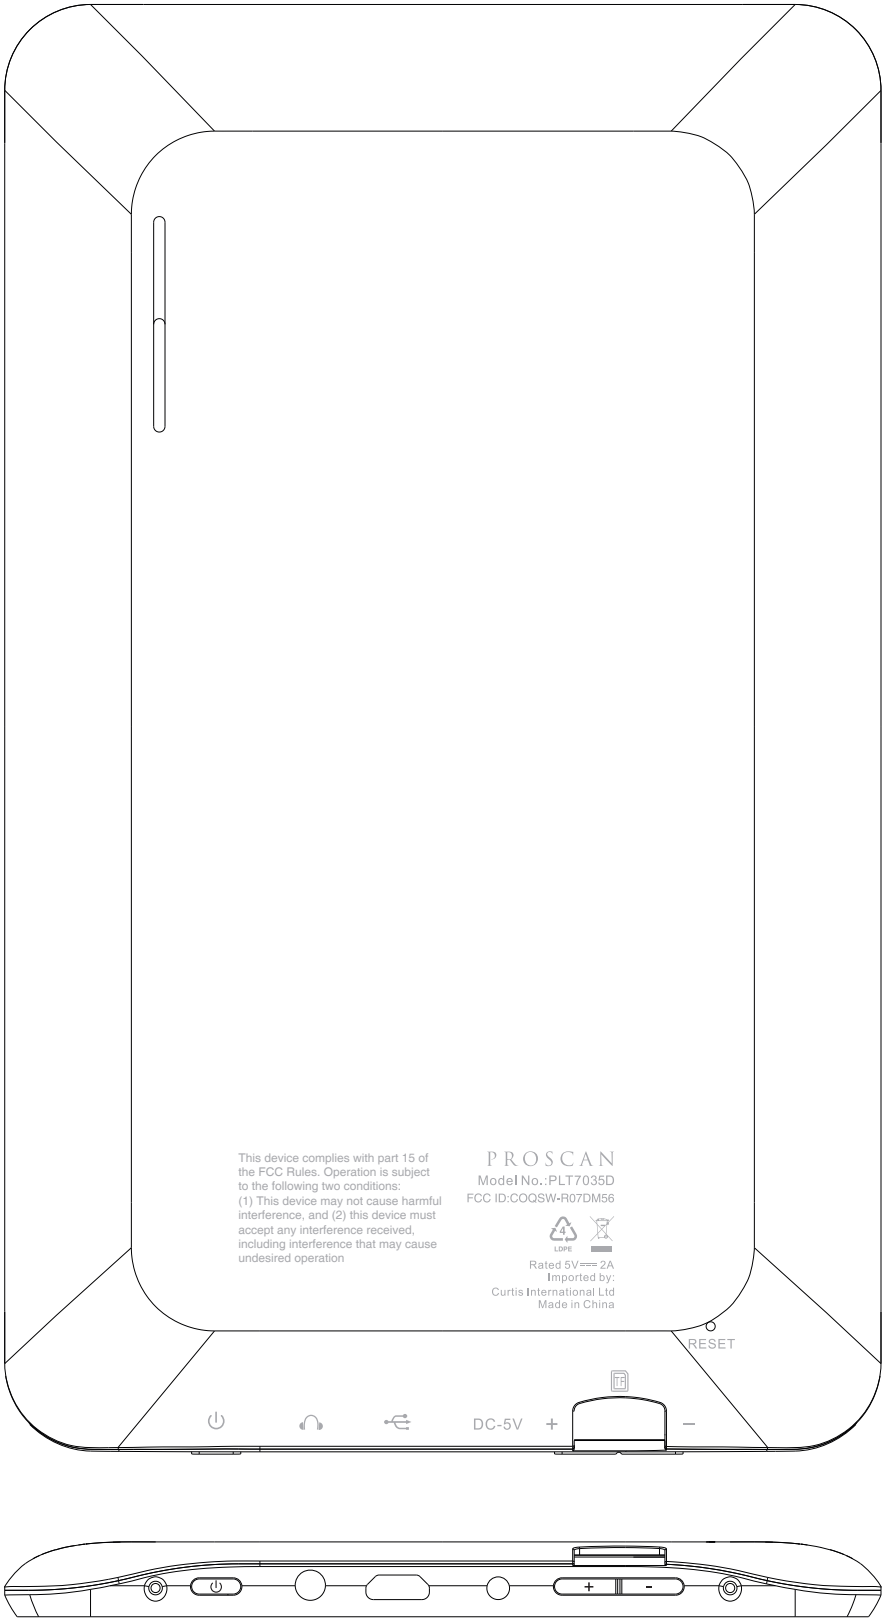 This device complies with part 15 of
the FCC Rules. Operation is subject
to the following two conditions:
(1) This device may not cause harmful
interference, and (2) this device must
accept any interference received,
including interference that may cause
undesired operation
PROSCAN
Model No.:PLT7035D
FCC ID:COQSW-R07DM56
4
LDPE
Rated 5V⎓ 2A
Imported by:
Curtis International Ltd
Made in China
RESET
TF
DC-5V + −
+ -